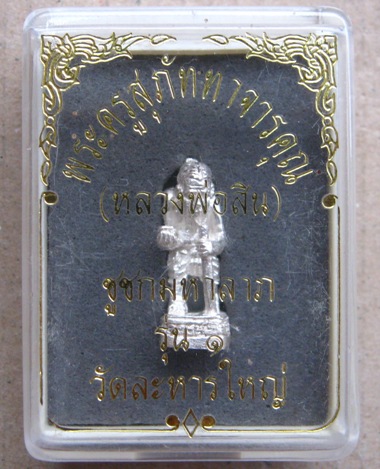 พระครูสุภัททาจารคุณ
(หลวงพ่อสิน)
ชูชกมหาลาภ
รุ่น ๑
วัดละหารใหญ่